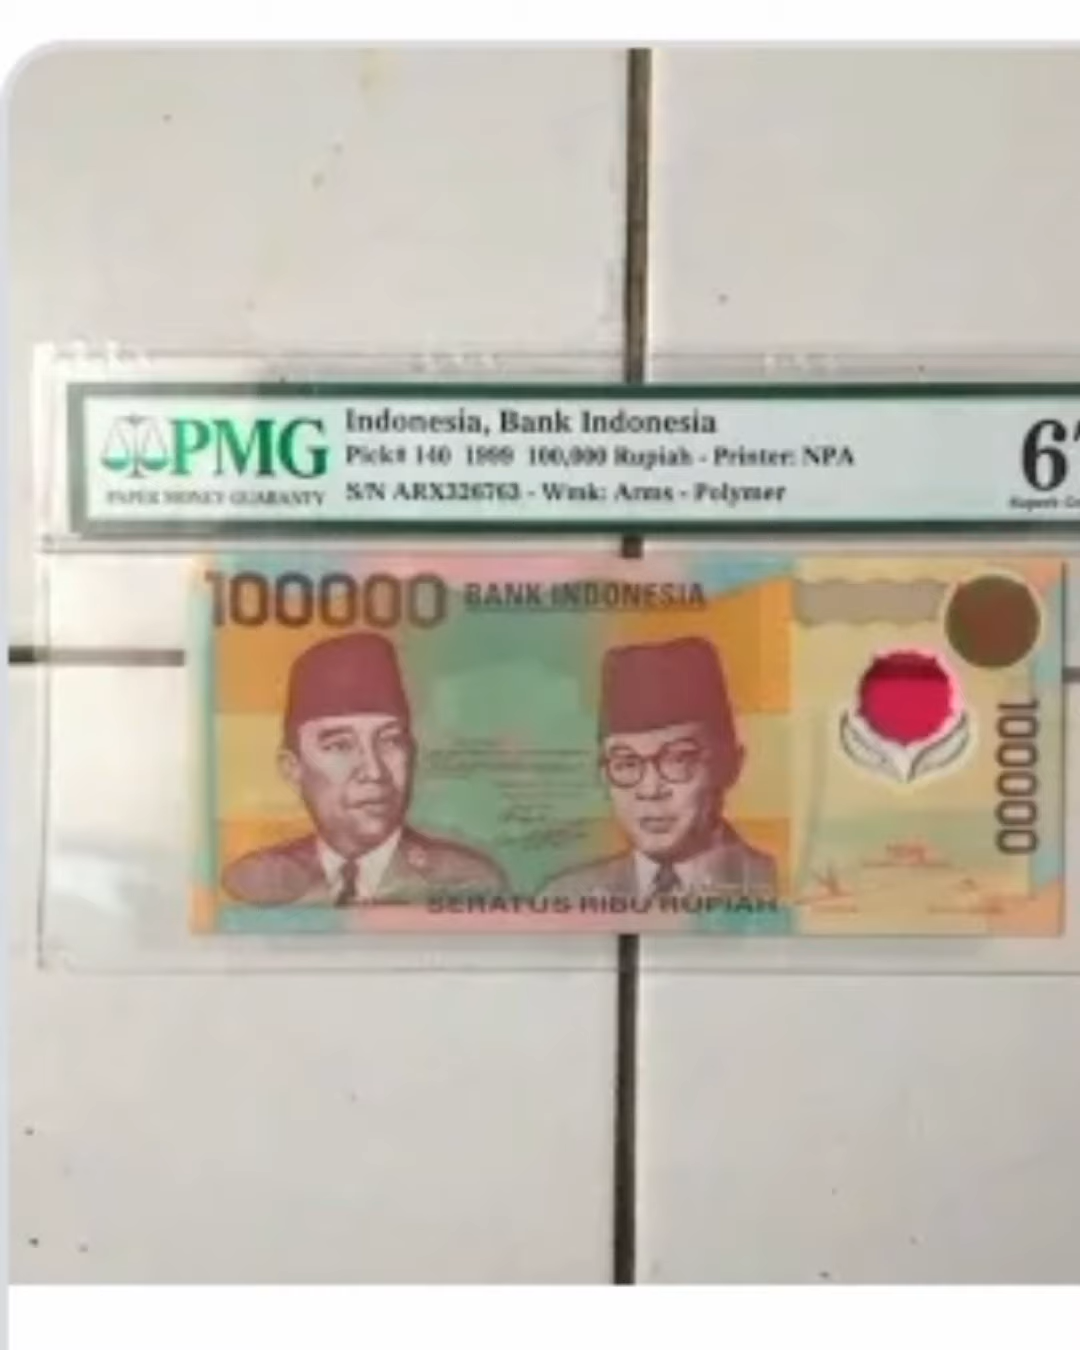 PMG
PAPER MONEY GUARANTY
Indonesia, Bank Indonesia
Pick# 140 1999 100,000 Rupiah - Printer: NPA
S/N ARX326763 - Wmk: Arms - Polymer
100000
BANK INDONESIA
100000
SERATUS RIBU RUPIAH